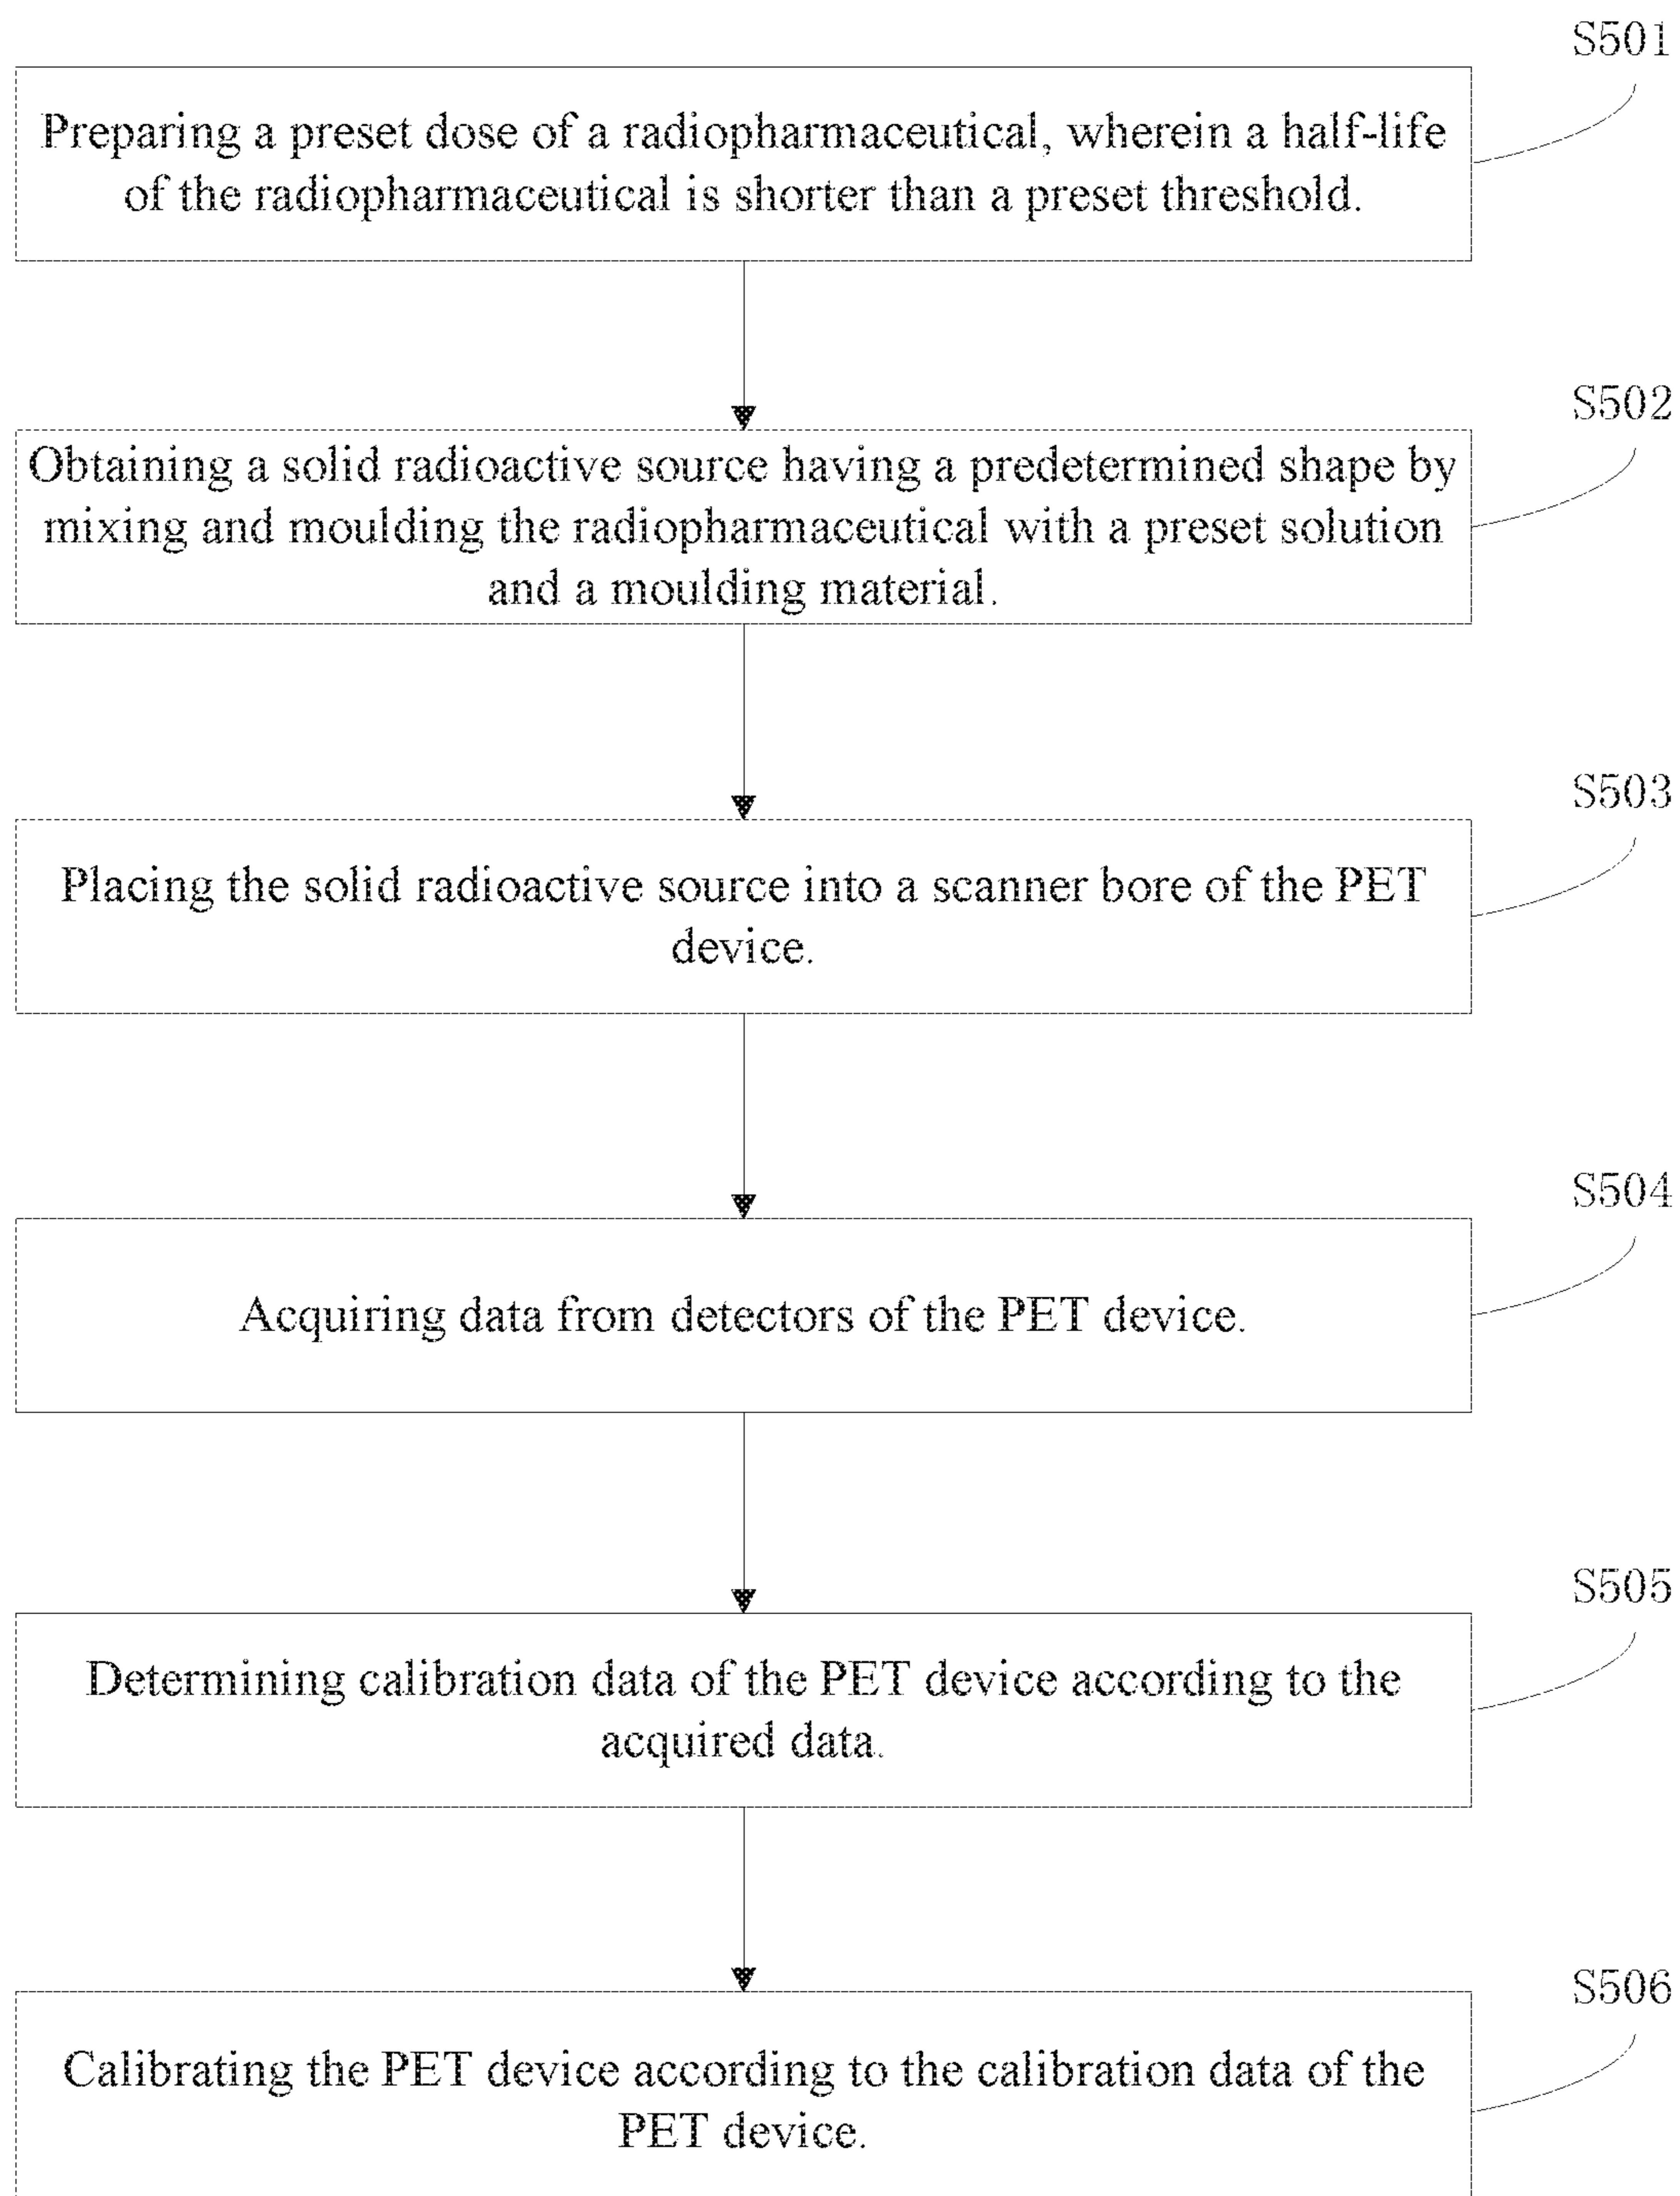 S501
Preparing a preset dose of a radiopharmaceutical, wherein a half-life
of the radiopharmaceutical is shorter than a preset threshold.
S502
Obtaining a solid radioactive source having a predetermined shape by
mixing and moulding the radiopharmaceutical with a preset solution
and a moulding material.
S503
Placing the solid radioactive source into a scanner bore of the PET
device.
S504
Acquiring data from detectors of the PET device.
S505
Determining calibration data of the PET device according to the
acquired data.
S506
Calibrating the PET device according to the calibration data of the
PET device.